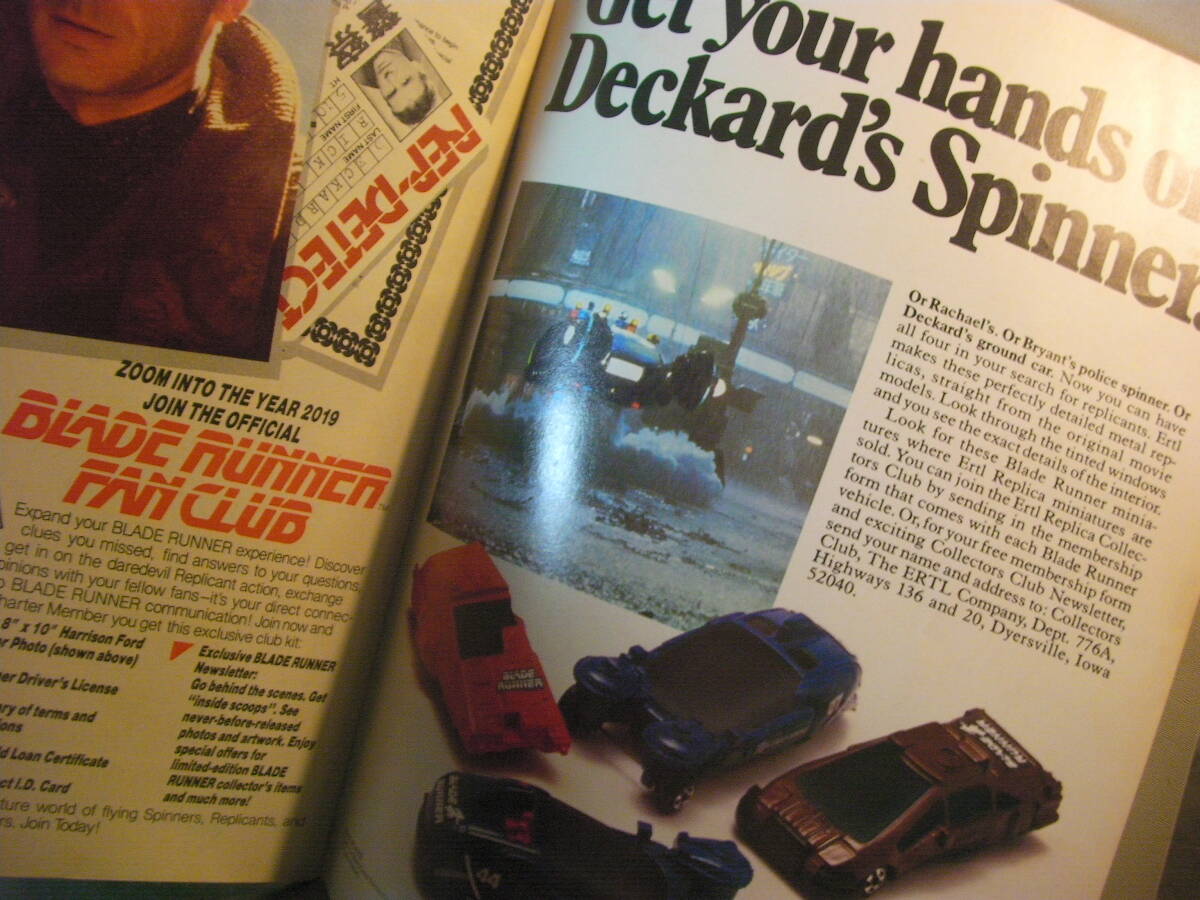 REP-DETECT
FIRST NAME
LAST NAME
ZOOM INTO THE YEAR 2019
JOIN THE OFFICIAL
BLADE RUNNER
FAN CLUB
Expand your BLADE RUNNER experience! Discover
clues you missed, find answers to your questions,
get in on the daredevil Replicant action, exchange
opinions with your fellow fans—it's your direct connec-
BLADE RUNNER communication! Join now and
Charter Member you get this exclusive club kit:
8" x 10" Harrison Ford
Photo (shown above)
Driver's License
of terms and
Loan Certificate
I.D. Card
Exclusive BLADE RUNNER
Newsletter:
Go behind the scenes. Get
"inside scoops". See
never-before-released
photos and artwork. Enjoy
special offers for
limited-edition BLADE
RUNNER collector's items
and much more!
world of flying Spinners, Replicants, and
Join Today!
Get your hands on
Deckard's Spinner.
Or Rachael's. Or Bryant's police spinner. Or
Deckard's ground car. Now you can have
all four in your search for replicants. Ertl
makes these perfectly detailed metal rep-
licas, straight from the original movie
models. Look through the tinted windows
and you see the exact details of the interior.
Look for these Blade Runner minia-
tures where Ertl Replica miniatures are
sold. You can join the Ertl Replica Collec-
tors Club by sending in the membership
form that comes with each Blade Runner
vehicle. Or, for your free membership form
and exciting Collectors Club Newsletter,
send your name and address to: Collectors
Club, The ERTL Company, Dept. 776A,
Highways 136 and 20, Dyersville, Iowa
52040.
BLADE
RUNNER
BLADE
RUNNER
44